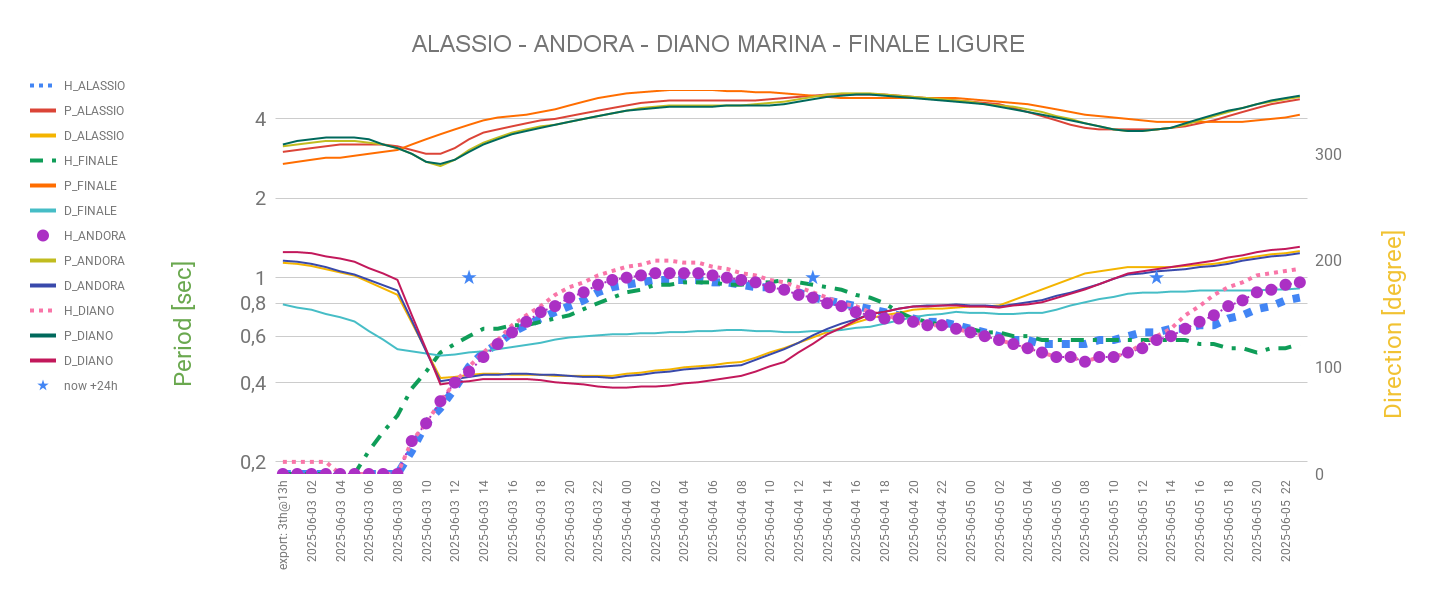 ALASSIO - ANDORA - DIANO MARINA - FINALE LIGURE
H_ALASSIO
P_ALASSIO
D_ALASSIO
H_FINALE
P_FINALE
D_FINALE
H_ANDORA
P_ANDORA
D_ANDORA
H_DIANO
P_DIANO
D_DIANO
now +24h
Period [sec]
4
2
1
0,8
0,6
0,4
0,2
300
200
100
0
Direction [degree]
export: 3th@13h
2025-06-03 02
2025-06-03 04
2025-06-03 06
2025-06-03 08
2025-06-03 10
2025-06-03 12
2025-06-03 14
2025-06-03 16
2025-06-03 18
2025-06-03 20
2025-06-03 22
2025-06-04 00
2025-06-04 02
2025-06-04 04
2025-06-04 06
2025-06-04 08
2025-06-04 10
2025-06-04 12
2025-06-04 14
2025-06-04 16
2025-06-04 18
2025-06-04 20
2025-06-04 22
2025-06-05 00
2025-06-05 02
2025-06-05 04
2025-06-05 06
2025-06-05 08
2025-06-05 10
2025-06-05 12
2025-06-05 14
2025-06-05 16
2025-06-05 18
2025-06-05 20
2025-06-05 22